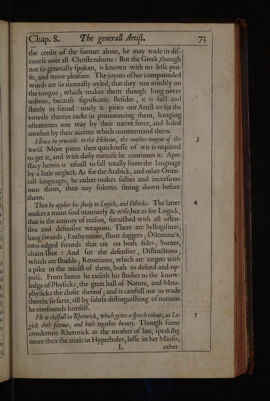 Chap. 8. The generall Artist. 73
the credit of the former alone, he may trade in dis-
course over all Christendome: But the Greek, though
not so generally spoken, is known with no lesse pro-
fit, and more pleasure. The joynts of her compounded
words are so naturally oyled, that they run nimbly on
the tongue; which makes them though long never
tedious, because significant. Besides, it is full and
stately in sound: onely it pities our Artist to see the
vowels therein rackt in pronouncing them, hanging
oftentimes one way by their native force, and haled
another by their accents which countermand them.
Hence he proceeds to the Hebrew, the mother-tongue of the 3
world. More pains then quickness of wit is required
to get it, and with daily exercise he continues it. Apo-
stacy herein is usuall to fall totally from the language
by a little neglect. As for the Arabick, and other Orien-
tall languages, he rather makes sallies and incursions
into them, then any solemn sitting down before
them.
Then he applies his study to Logick, and Ethicks. The latter 4
makes a mans soul mannerly & wise; but as for Logick,
that is the armory of reason, furnished with all offen-
sive and defensive weapons. There are Syllogismes,
long swords; Enthymems, short daggers; Dilemma's,
two-edged swords that cut on both sides; Sorites,
chain-shot: And for the defensive, Distinctions,
which are shields; Retortions, which are targets with
a pike in the midst of them, both to defend and op-
pose. From hence he raiseth his studies to the know-
ledge of Physicks, the great hall of Nature, and Meta-
physicks the closet thereof; and is carefull not to wade
therein so farre, till by subtle distinguishing of notions
he confounds himself.
He is skilfull in Rhetorick, which gives a speech colour, as Lo- 5
gick doth favour, and both together beauty. Though some
condemne Rhetorick as the mother of lies, speaking
more then the truth in Hyperboles, lesse in her Miosis,
L other